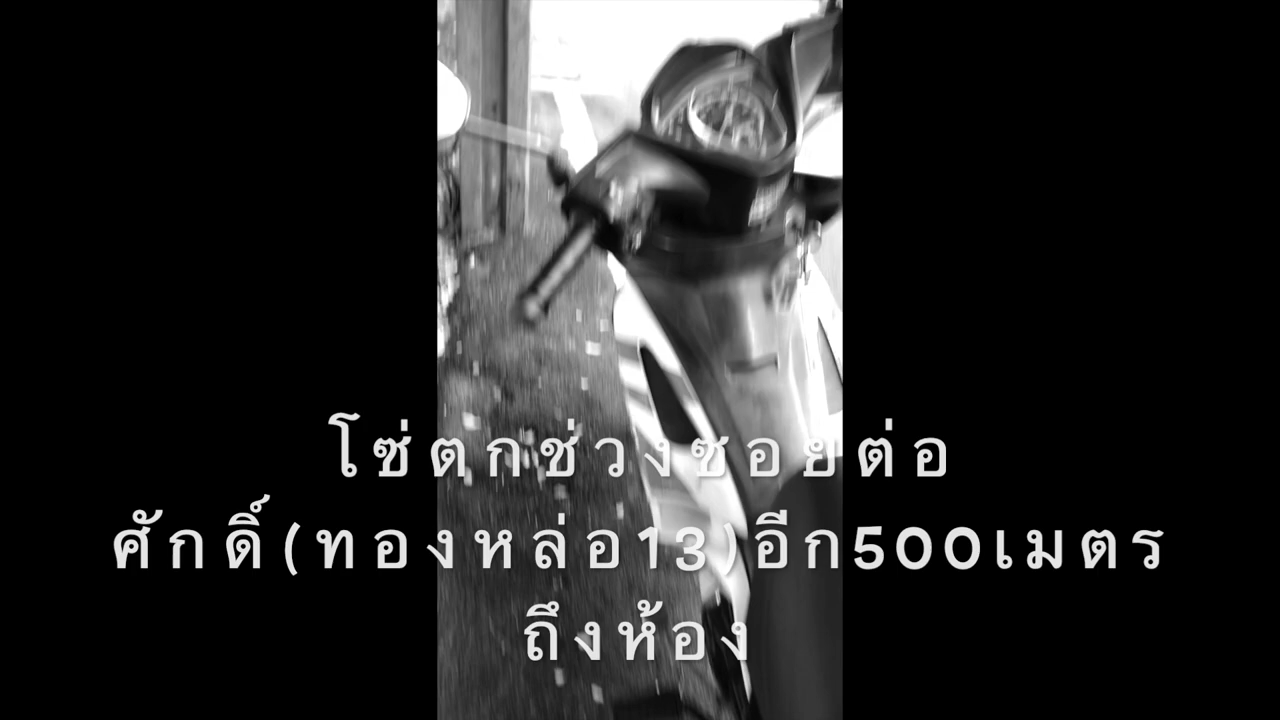 โซ่ตกช่วงซอยต่อ
ศักดิ์(ทองหล่อ13)อีก500เมตร
ถึงห้อง